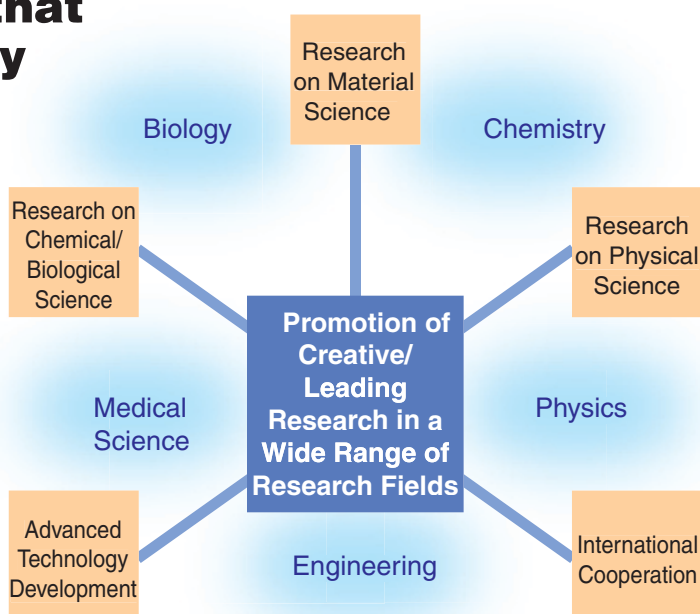 that
y
Research
on Material
Science
Biology
Chemistry
Research on
Chemical/
Biological
Science
Research
on Physical
Science
Promotion of
Creative/
Leading
Research in a
Wide Range of
Research Fields
Medical
Science
Physics
Advanced
Technology
Development
Engineering
International
Cooperation